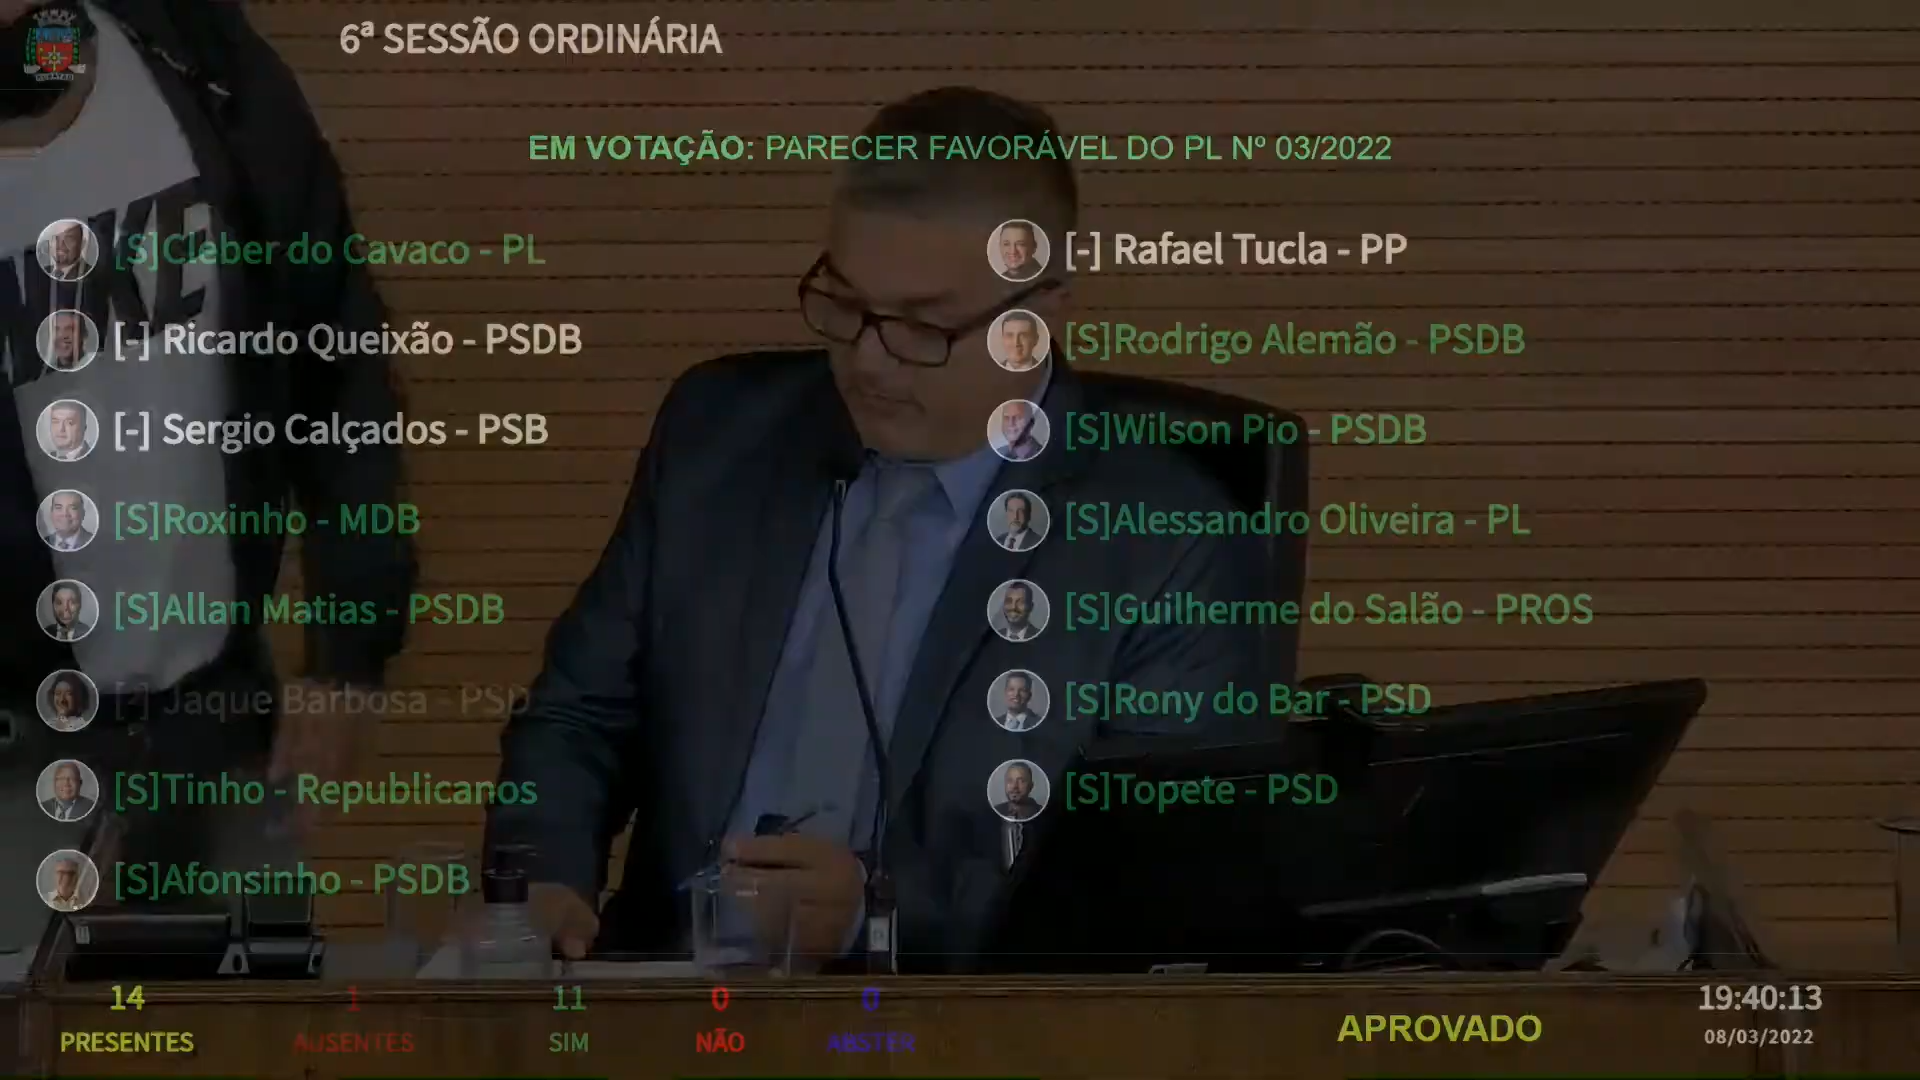 6ª SESSÃO ORDINÁRIA
EM VOTAÇÃO: PARECER FAVORÁVEL DO PL Nº 03/2022
[S]Cleber do Cavaco - PL
[-] Ricardo Queixão - PSDB
[-] Sergio Calçados - PSB
[S]Roxinho - MDB
[S]Allan Matias - PSDB
[-] Jaque Barbosa - PSD
[S]Tinho - Republicanos
[S]Afonsinho - PSDB
[-] Rafael Tucla - PP
[S]Rodrigo Alemão - PSDB
[S]Wilson Pio - PSDB
[S]Alessandro Oliveira - PL
[S]Guilherme do Salão - PROS
[S]Rony do Bar - PSD
[S]Topete - PSD
14 PRESENTES
1 AUSENTES
11 SIM
0 NÃO
0 ABSTER
APROVADO
19:40:13
08/03/2022